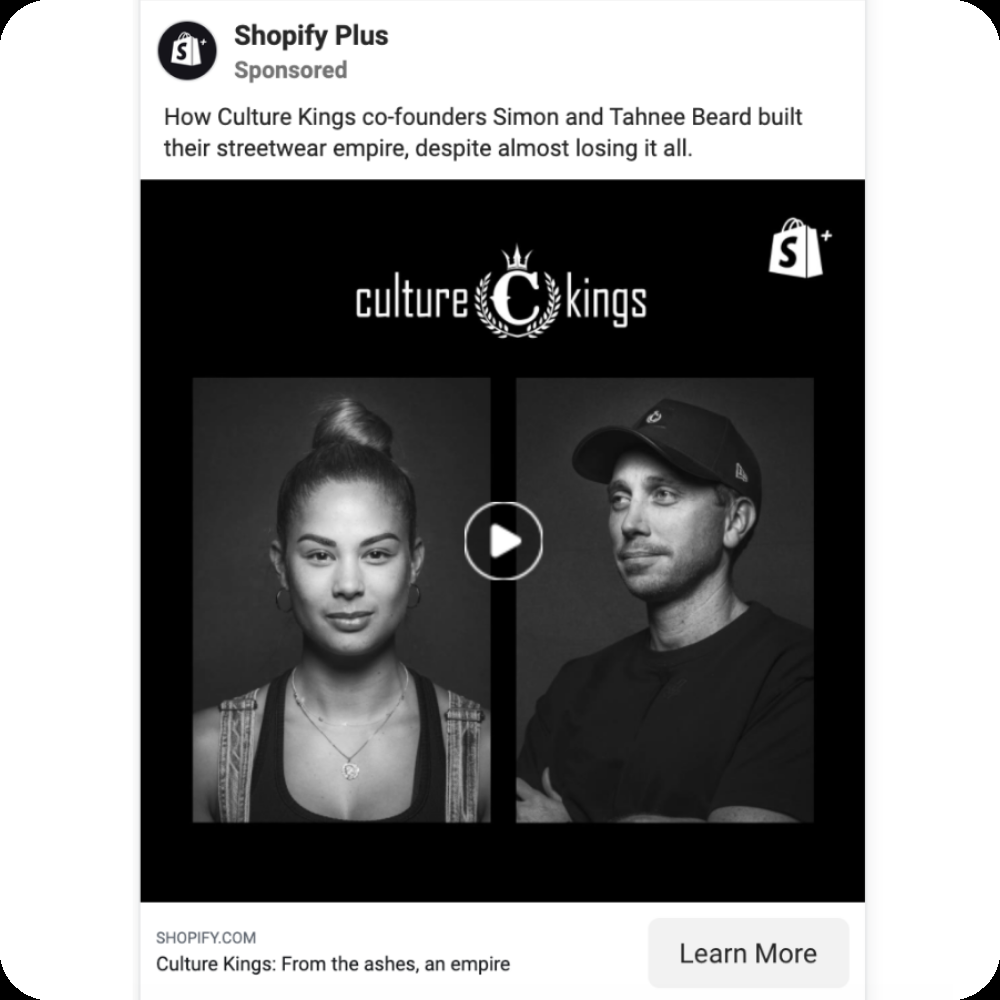 Shopify Plus
Sponsored
How Culture Kings co-founders Simon and Tahnee Beard built
their streetwear empire, despite almost losing it all.
S+
culture C kings
SHOPIFY.COM
Culture Kings: From the ashes, an empire
Learn More